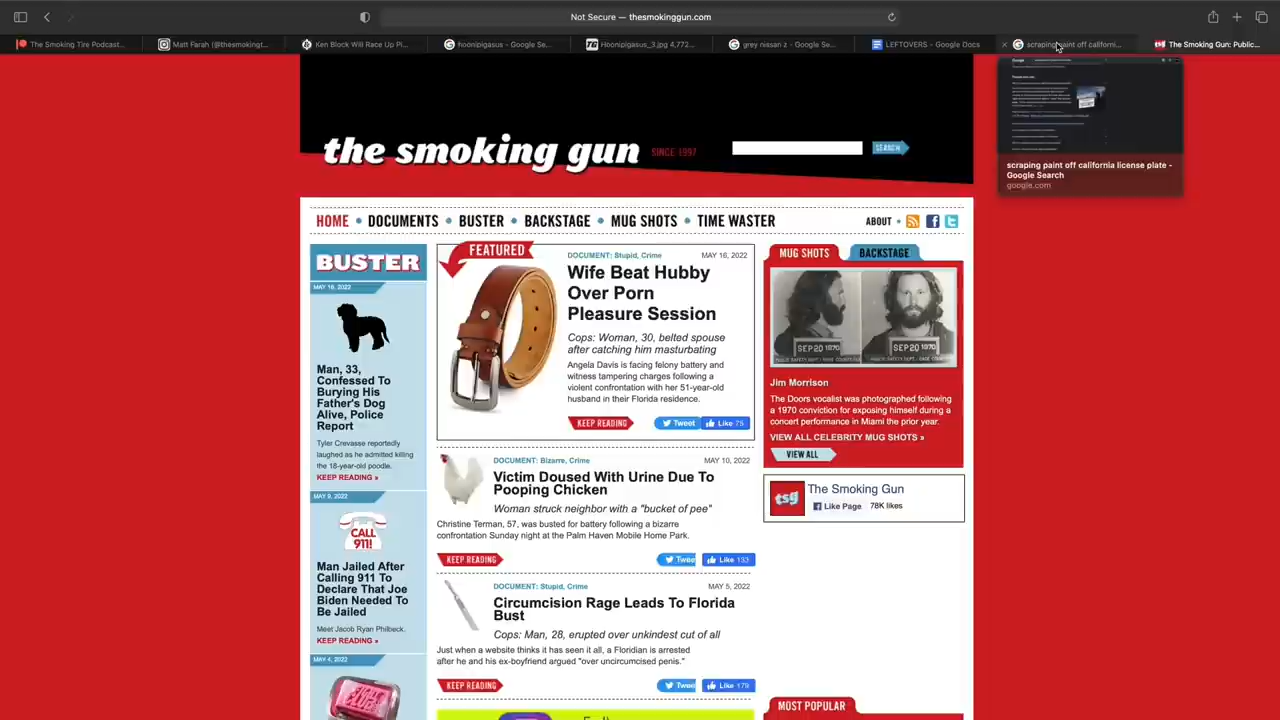 Not Secure — thesmokinggun.com
The Smoking Tire Podcast...
Matt Farah (@thesmokingt...
Ken Block Will Race Up Pi...
hoonipigasus - Google Se...
Hoonipigasus_3.jpg 4,772...
grey nissan z - Google Se...
LEFTOVERS - Google Docs
scraping paint off californi...
The Smoking Gun: Public...
scraping paint off california license plate -
Google Search
google.com
the smoking gun
SINCE 1997
SEARCH
HOME • DOCUMENTS • BUSTER • BACKSTAGE • MUG SHOTS • TIME WASTER
ABOUT •
BUSTER
MAY 16, 2022
Man, 33,
Confessed To
Burying His
Father's Dog
Alive, Police
Report
Tyler Crevasse reportedly
laughed as he admitted killing
the 18-year-old poodle.
KEEP READING »
MAY 9, 2022
CALL
911!
Man Jailed After
Calling 911 To
Declare That Joe
Biden Needed To
Be Jailed
Meet Jacob Ryan Philbeck.
KEEP READING »
MAY 4, 2022
FEATURED
DOCUMENT: Stupid, Crime
MAY 16, 2022
Wife Beat Hubby
Over Porn
Pleasure Session
Cops: Woman, 30, belted spouse
after catching him masturbating
Angela Davis is facing felony battery and
witness tampering charges following a
violent confrontation with her 51-year-old
husband in their Florida residence.
KEEP READING
Tweet
Like 75
DOCUMENT: Bizarre, Crime
MAY 10, 2022
Victim Doused With Urine Due To
Pooping Chicken
Woman struck neighbor with a "bucket of pee"
Christine Terman, 57, was busted for battery following a bizarre
confrontation Sunday night at the Palm Haven Mobile Home Park.
KEEP READING
Twee
Like 133
DOCUMENT: Stupid, Crime
MAY 5, 2022
Circumcision Rage Leads To Florida
Bust
Cops: Man, 28, erupted over unkindest cut of all
Just when a website thinks it has seen it all, a Floridian is arrested
after he and his ex-boyfriend argued "over uncircumcised penis."
KEEP READING
Twee
Like 179
MUG SHOTS
BACKSTAGE
SEP 20 1970
SEP 20 1970
Jim Morrison
The Doors vocalist was photographed following
a 1970 conviction for exposing himself during a
concert performance in Miami the prior year.
VIEW ALL CELEBRITY MUG SHOTS »
VIEW ALL
tsg
The Smoking Gun
Like Page
78K likes
MOST POPULAR